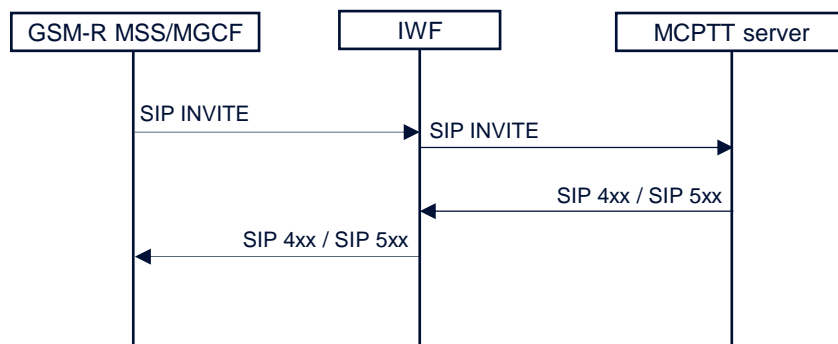 GSM-R MSS/MGCF
IWF
MCPTT server
SIP INVITE
SIP INVITE
SIP 4xx / SIP 5xx
SIP 4xx / SIP 5xx